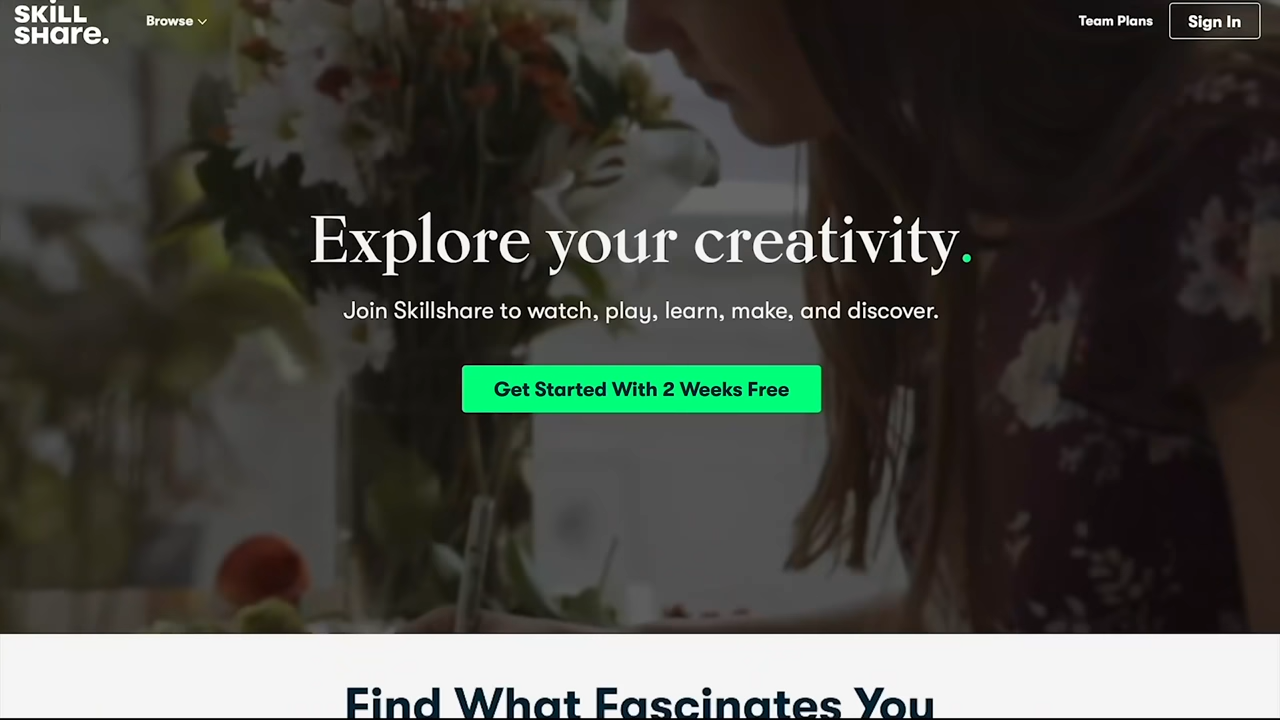 SKILL
SHare.
Browse
Team Plans
Sign In
Explore your creativity.
Join Skillshare to watch, play, learn, make, and discover.
Get Started With 2 Weeks Free
Find What Fascinates You